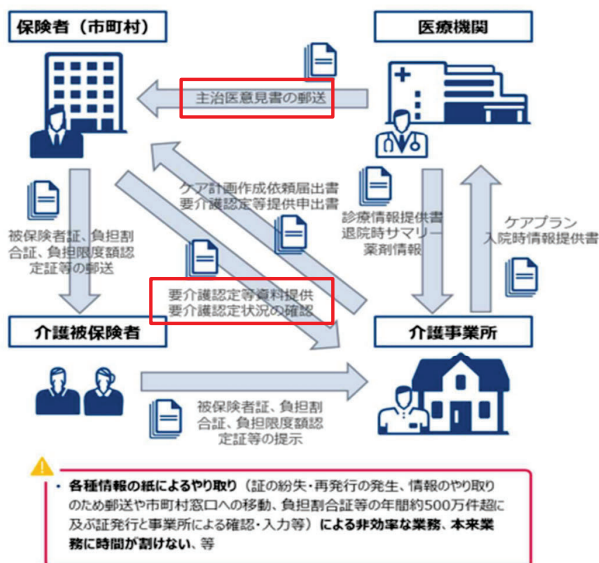 保険者（市町村）
医療機関
主治医意見書の郵送
ケア計画作成依頼届出書
要介護認定等提供申出書
診療情報提供書
退院時サマリー
薬剤情報
ケアプラン
入院時情報提供書
被保険者証、負担割
合証、負担限度額認
定証等の郵送
要介護認定等資料提供
要介護認定状況の確認
介護被保険者
介護事業所
被保険者証、負担割
合証、負担限度額認
定証等の提示
・ 各種情報の紙によるやり取り（証の紛失・再発行の発生、情報のやり取り
のため郵送や市町村窓口への移動、負担割合証等の年間約500万件超に
及ぶ証発行と事業所による確認・入力等）による非効率な業務、本来業
務に時間が割けない、等